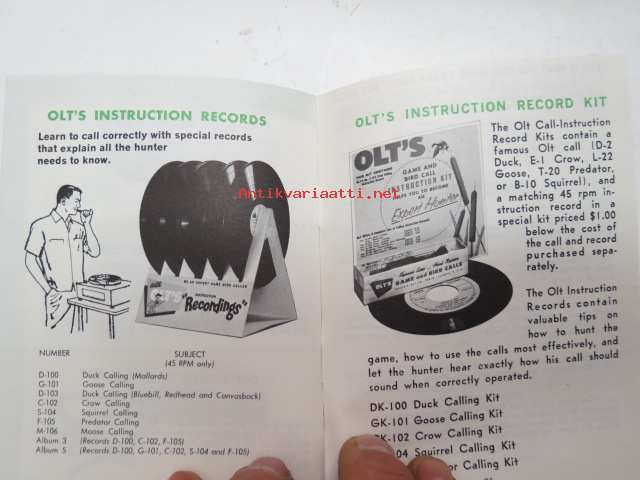 OLT'S INSTRUCTION RECORDS
Learn to call correctly with special records
that explain all the hunter
needs to know.
OLT'S
"Recordings"
NUMBER
SUBJECT
(45 RPM only)
D-100 Duck Calling (Mallards)
G-101 Goose Calling
D-103 Duck Calling (Bluebill, Redhead and Canvasback)
C-102 Crow Calling
S-104 Squirrel Calling
F-105 Predator Calling
M-106 Moose Calling
Album 3 (Records D-100, C-102, F-105)
Album 5 (Records D-100, G-101, C-102, S-104 and F-105)
Antikvariaatti.net
OLT'S INSTRUCTION RECORD KIT
OLT'S
GAME AND
BIRD CALL
INSTRUCTION KIT
HELPS YOU TO BECOME
Expert Hunter
OLT'S
GAME AND BIRD CALLS
The Olt Call-Instruction
Record Kits contain a
famous Olt call (D-2
Duck, E-1 Crow, L-22
Goose, T-20 Predator,
or B-10 Squirrel), and
a matching 45 rpm in-
struction record in a
special kit priced $1.00
below the cost of
the call and record
purchased sepa-
rately.
The Olt Instruction
Records contain
valuable tips on
how to hunt the
game, how to use the calls most effectively, and
let the hunter hear exactly how his call should
sound when correctly operated.
DK-100 Duck Calling Kit
GK-101 Goose Calling Kit
CK-102 Crow Calling Kit
04 Squirrel Calling Kit
or Calling Kit